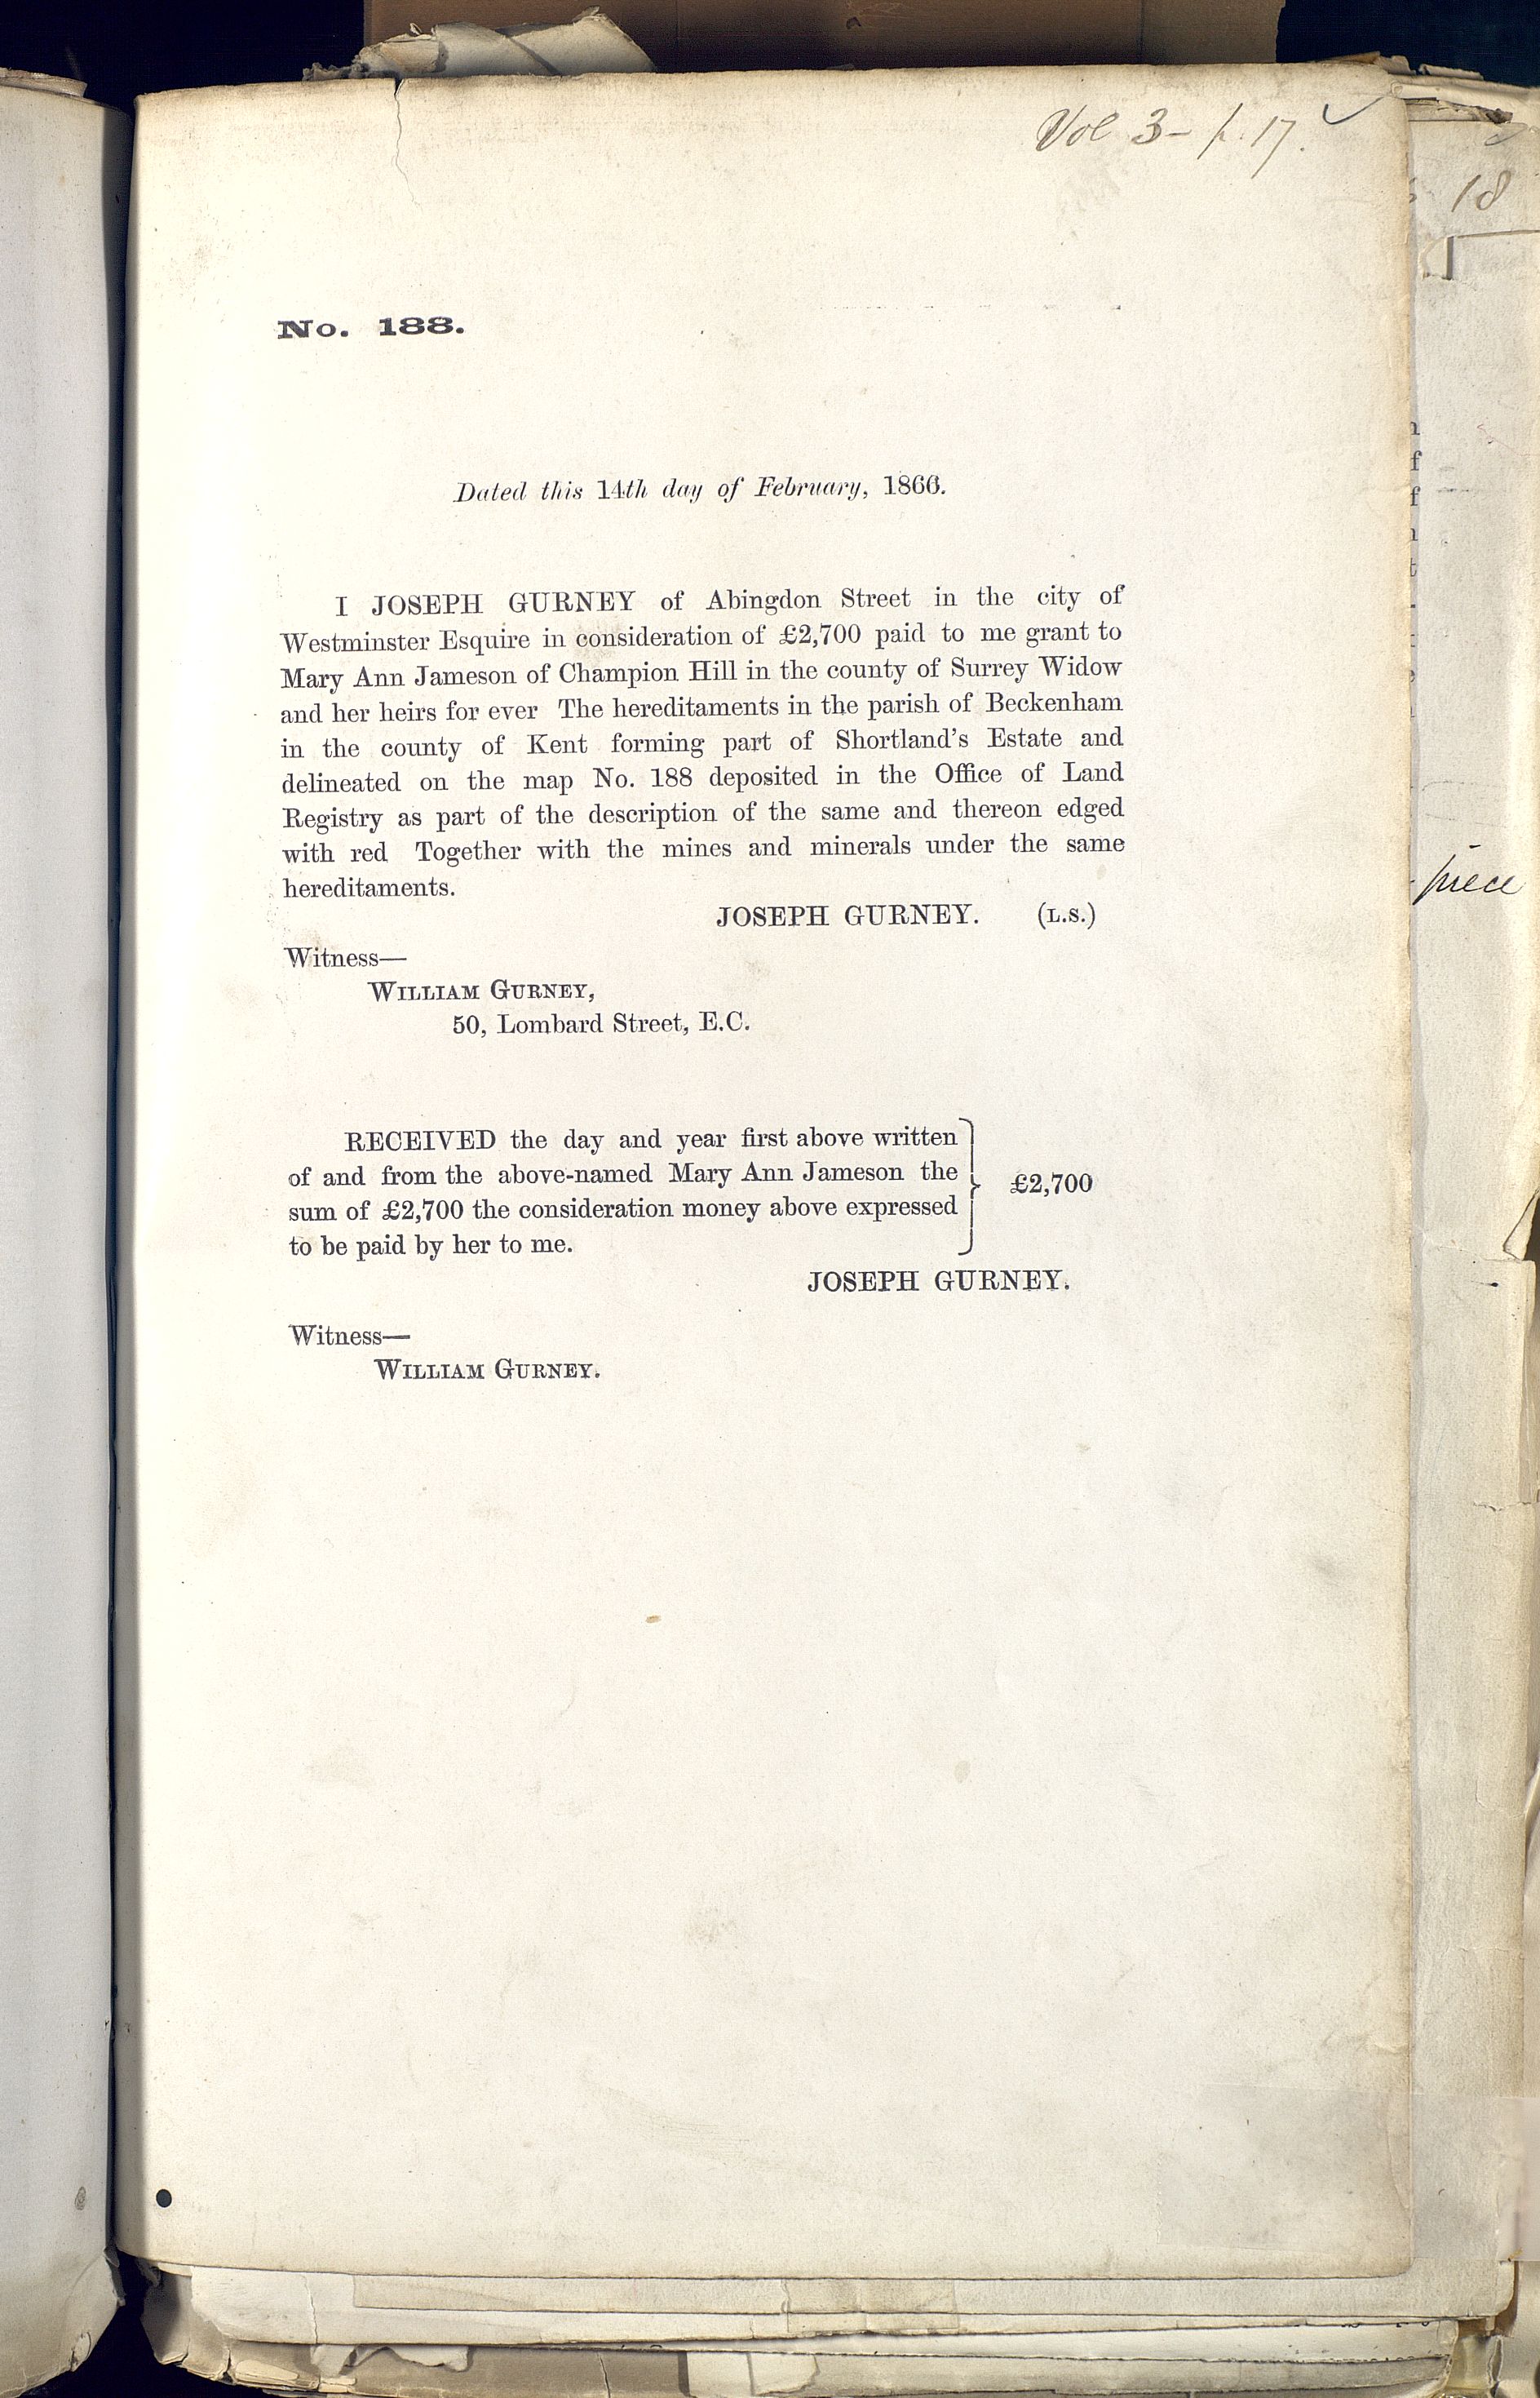 Vol 3 - p. 17.
18
No. 188.
Dated this 14th day of February, 1866.
I JOSEPH GURNEY of Abingdon Street in the city of
Westminster Esquire in consideration of £2,700 paid to me grant to
Mary Ann Jameson of Champion Hill in the county of Surrey Widow
and her heirs for ever The hereditaments in the parish of Beckenham
in the county of Kent forming part of Shortland's Estate and
delineated on the map No. 188 deposited in the Office of Land
Registry as part of the description of the same and thereon edged
with red Together with the mines and minerals under the same
hereditaments.
piece
JOSEPH GURNEY. (L.S.)
Witness—
WILLIAM GURNEY,
50, Lombard Street, E.C.
RECEIVED the day and year first above written
of and from the above-named Mary Ann Jameson the
sum of £2,700 the consideration money above expressed
to be paid by her to me.
£2,700
JOSEPH GURNEY.
Witness—
WILLIAM GURNEY.